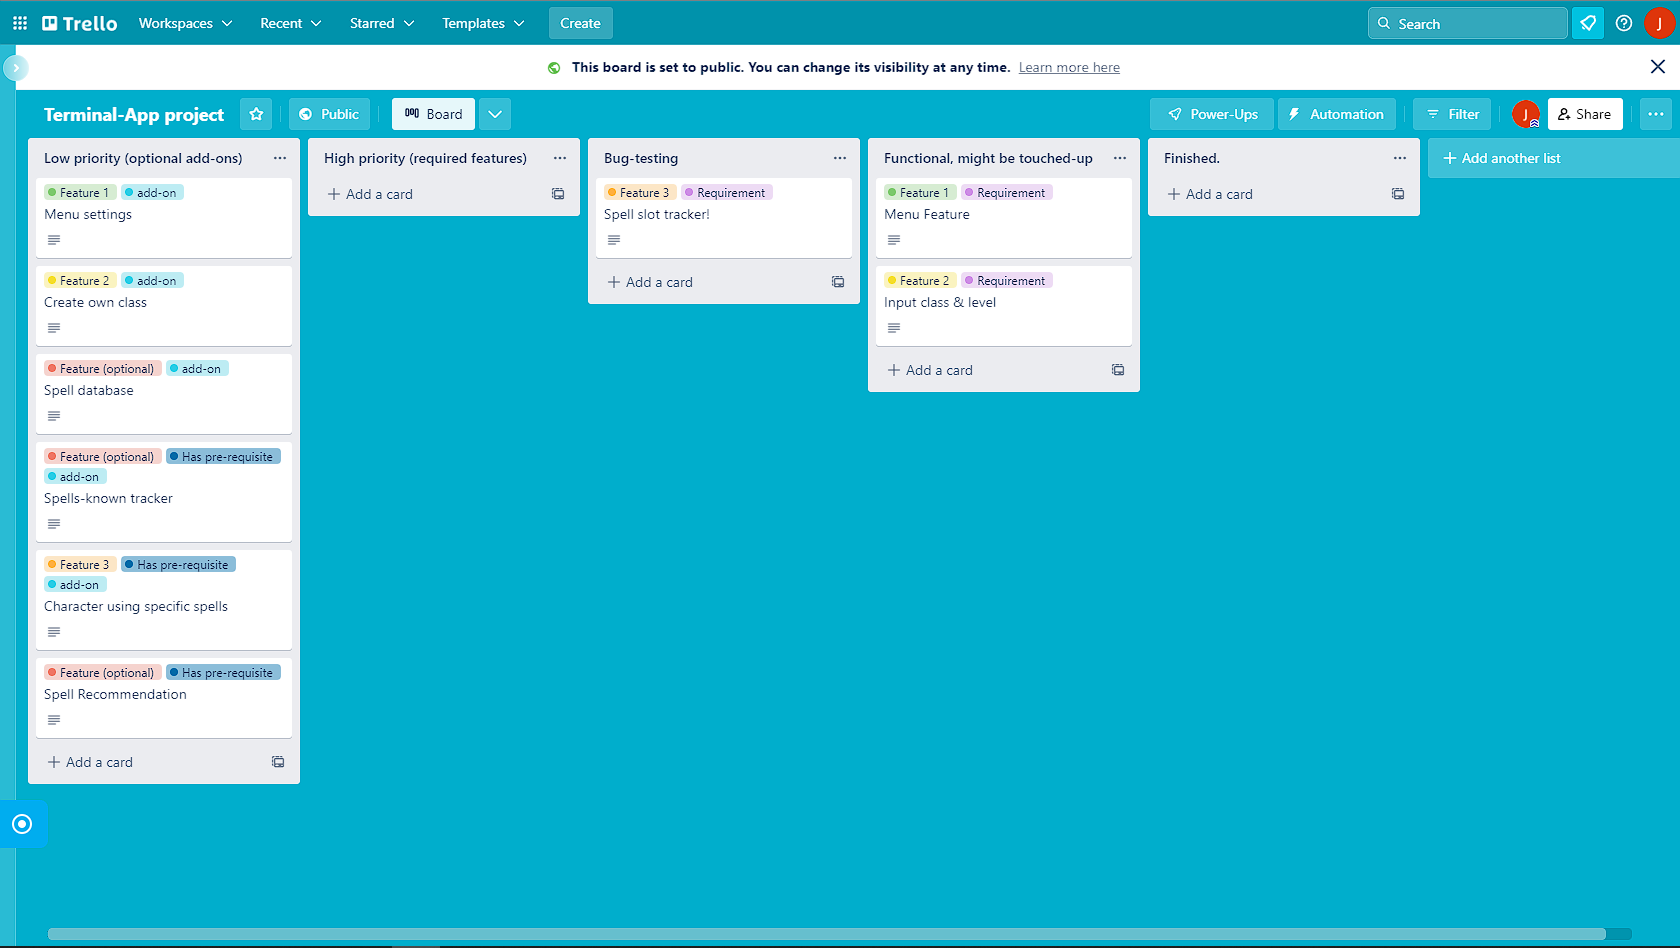 Trello Workspaces Recent Starred Templates Create Search J
This board is set to public. You can change its visibility at any time. Learn more here
Terminal-App project Public Board Power-Ups Automation Filter J Share
Low priority (optional add-ons)
Feature 1 add-on
Menu settings
Feature 2 add-on
Create own class
Feature (optional) add-on
Spell database
Feature (optional) Has pre-requisite
add-on
Spells-known tracker
Feature 3 Has pre-requisite
add-on
Character using specific spells
Feature (optional) Has pre-requisite
Spell Recommendation
Add a card
High priority (required features)
Add a card
Bug-testing
Feature 3 Requirement
Spell slot tracker!
Add a card
Functional, might be touched-up
Feature 1 Requirement
Menu Feature
Feature 2 Requirement
Input class & level
Add a card
Finished.
Add a card
Add another list